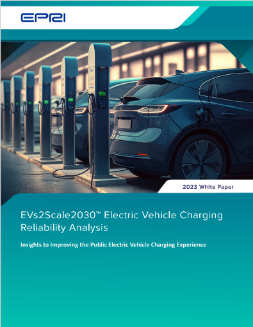 EPRI
2023 White Paper
EVs2Scale2030™ Electric Vehicle Charging
Reliability Analysis
Insights to Improving the Public Electric Vehicle Charging Experience